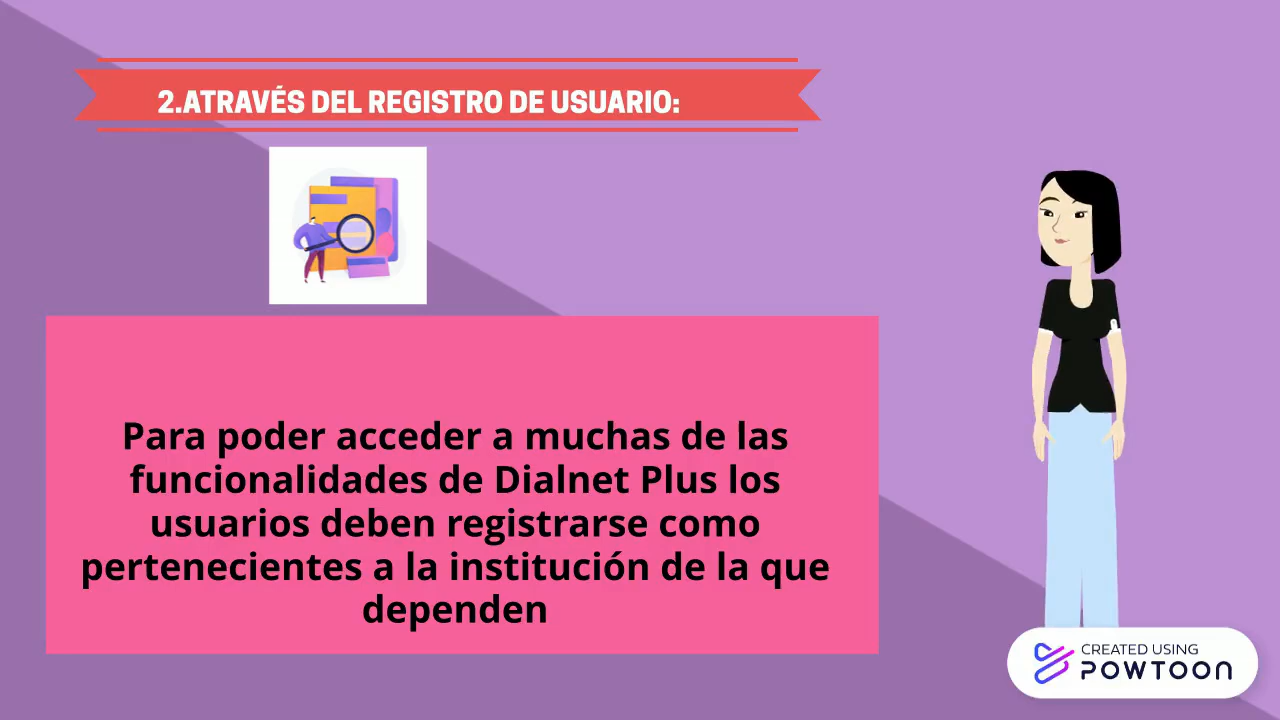 2.ATRAVÉS DEL REGISTRO DE USUARIO:
Para poder acceder a muchas de las
funcionalidades de Dialnet Plus los
usuarios deben registrarse como
pertenecientes a la institución de la que
dependen
CREATED USING
POWTOON